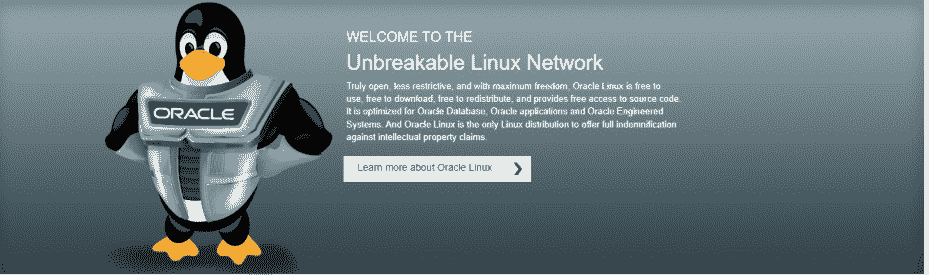 ORACLE
WELCOME TO THE
Unbreakable Linux Network
Truly open, less restrictive, and with maximum freedom, Oracle Linux is free to
use, free to download, free to redistribute, and provides free access to source code.
It is optimized for Oracle Database, Oracle applications and Oracle Engineered
Systems. And Oracle Linux is the only Linux distribution to offer full indemnification
against intellectual property claims.
Learn more about Oracle Linux